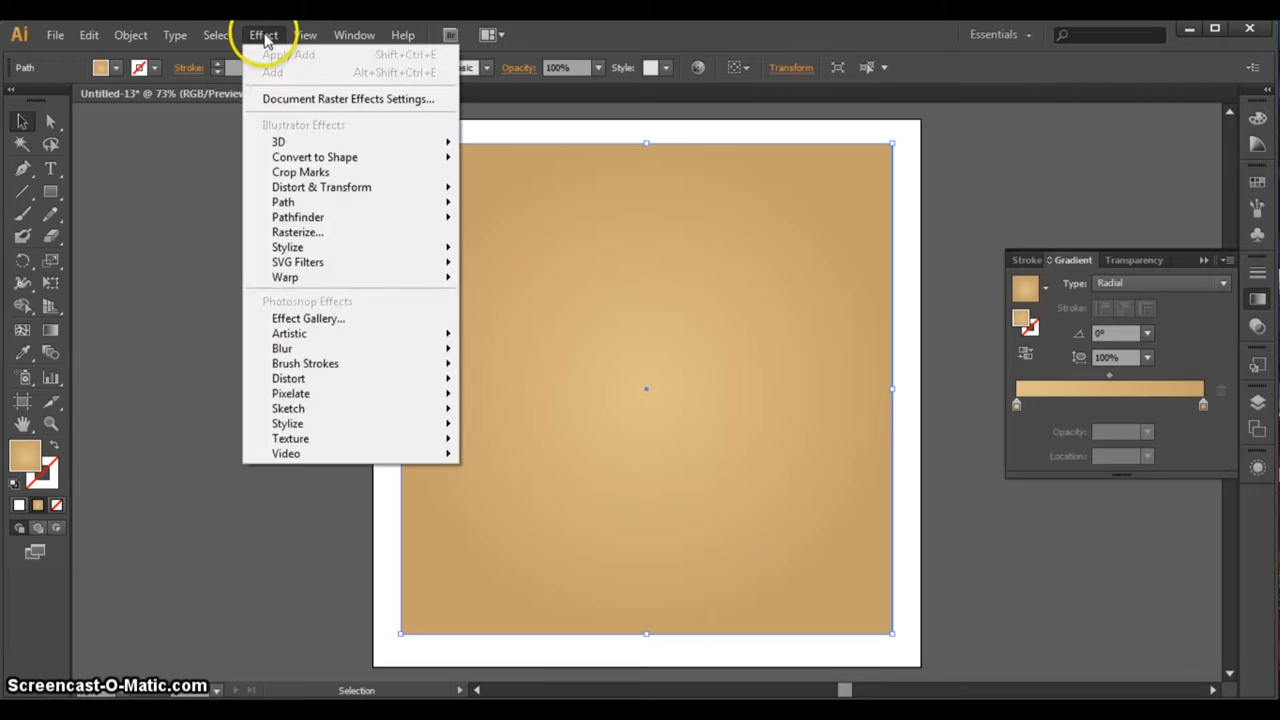 Ai File Edit Object Type Selec Effect View Window Help Br Essentials
Path Stroke: asic Opacity: 100% Style: Transform
Untitled-13* @ 73% (RGB/Preview
Apply Add Shift+Ctrl+E
Add Alt+Shift+Ctrl+E
Document Raster Effects Settings...
Illustrator Effects
3D
Convert to Shape
Crop Marks
Distort & Transform
Path
Pathfinder
Rasterize...
Stylize
SVG Filters
Warp
Photoshop Effects
Effect Gallery...
Artistic
Blur
Brush Strokes
Distort
Pixelate
Sketch
Stylize
Texture
Video
Stroke Gradient Transparency
Type: Radial
Stroke:
0°
100%
Opacity:
Location:
Screencast-O-Matic.com Selection